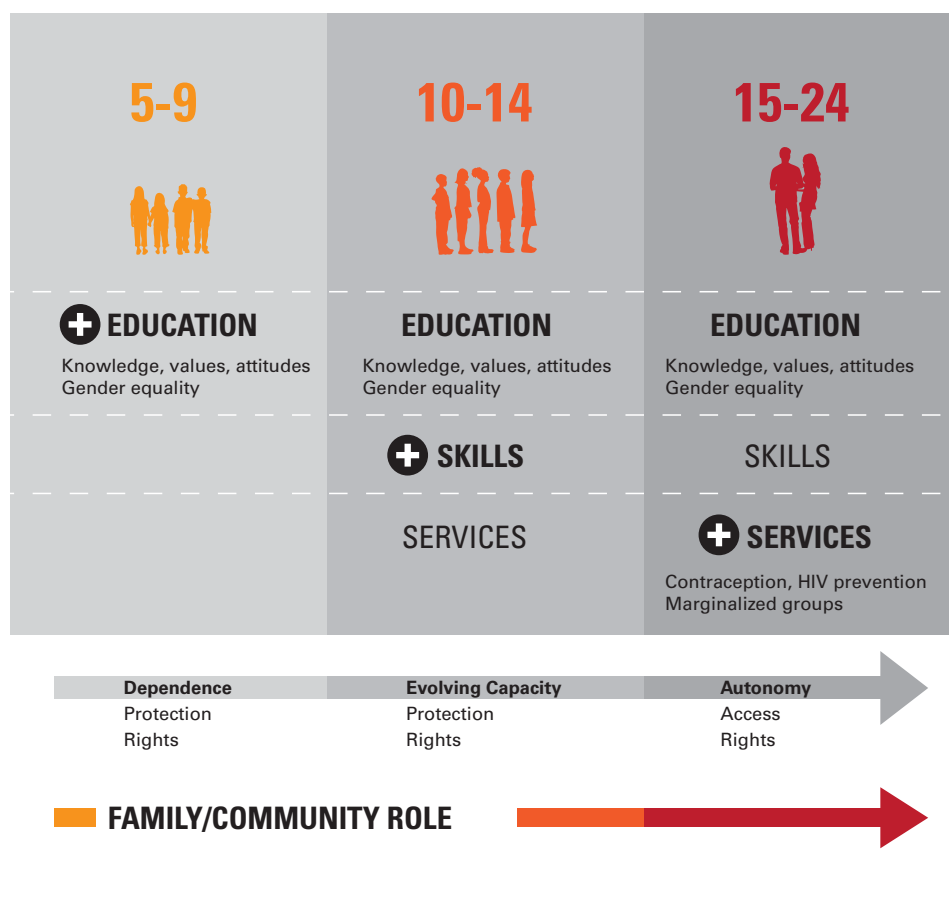 5-9
10-14
15-24
EDUCATION
Knowledge, values, attitudes
Gender equality
EDUCATION
Knowledge, values, attitudes
Gender equality
EDUCATION
Knowledge, values, attitudes
Gender equality
SKILLS
SKILLS
SERVICES
SERVICES
Contraception, HIV prevention
Marginalized groups
Dependence
Protection
Rights
Evolving Capacity
Protection
Rights
Autonomy
Access
Rights
FAMILY/COMMUNITY ROLE